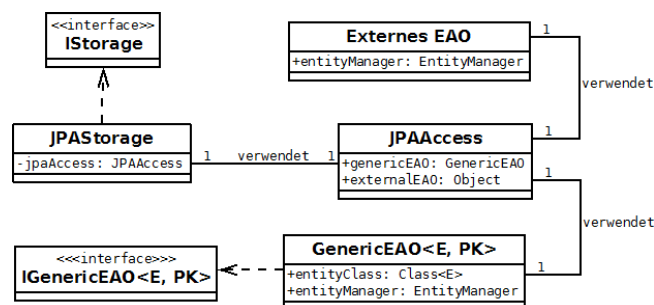 <<interface>>
IStorage
Externes EAO
+entityManager: EntityManager
1
verwendet
1
JPAStorage
-jpaAccess: JPAAccess
1
verwendet
1
JPAAccess
+genericEAO: GenericEAO
+externalEAO: Object
1
verwendet
1
<<<interface>>>
IGenericEAO<E, PK>
GenericEAO<E, PK>
+entityClass: Class<E>
+entityManager: EntityManager